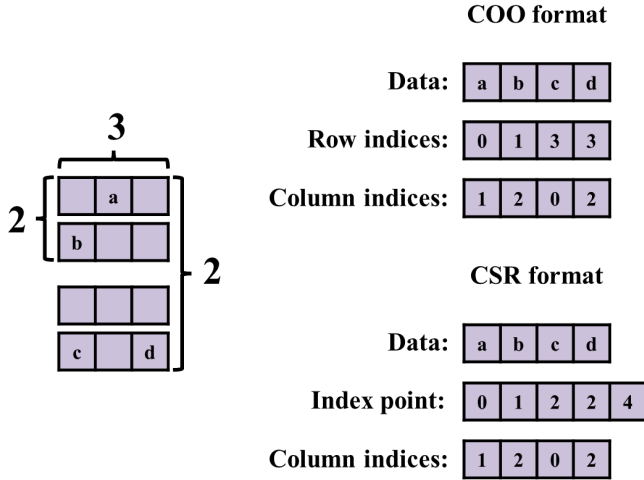 3
2
a
b
2
c d
COO format
Data: a b c d
Row indices: 0 1 3 3
Column indices: 1 2 0 2
CSR format
Data: a b c d
Index point: 0 1 2 2 4
Column indices: 1 2 0 2